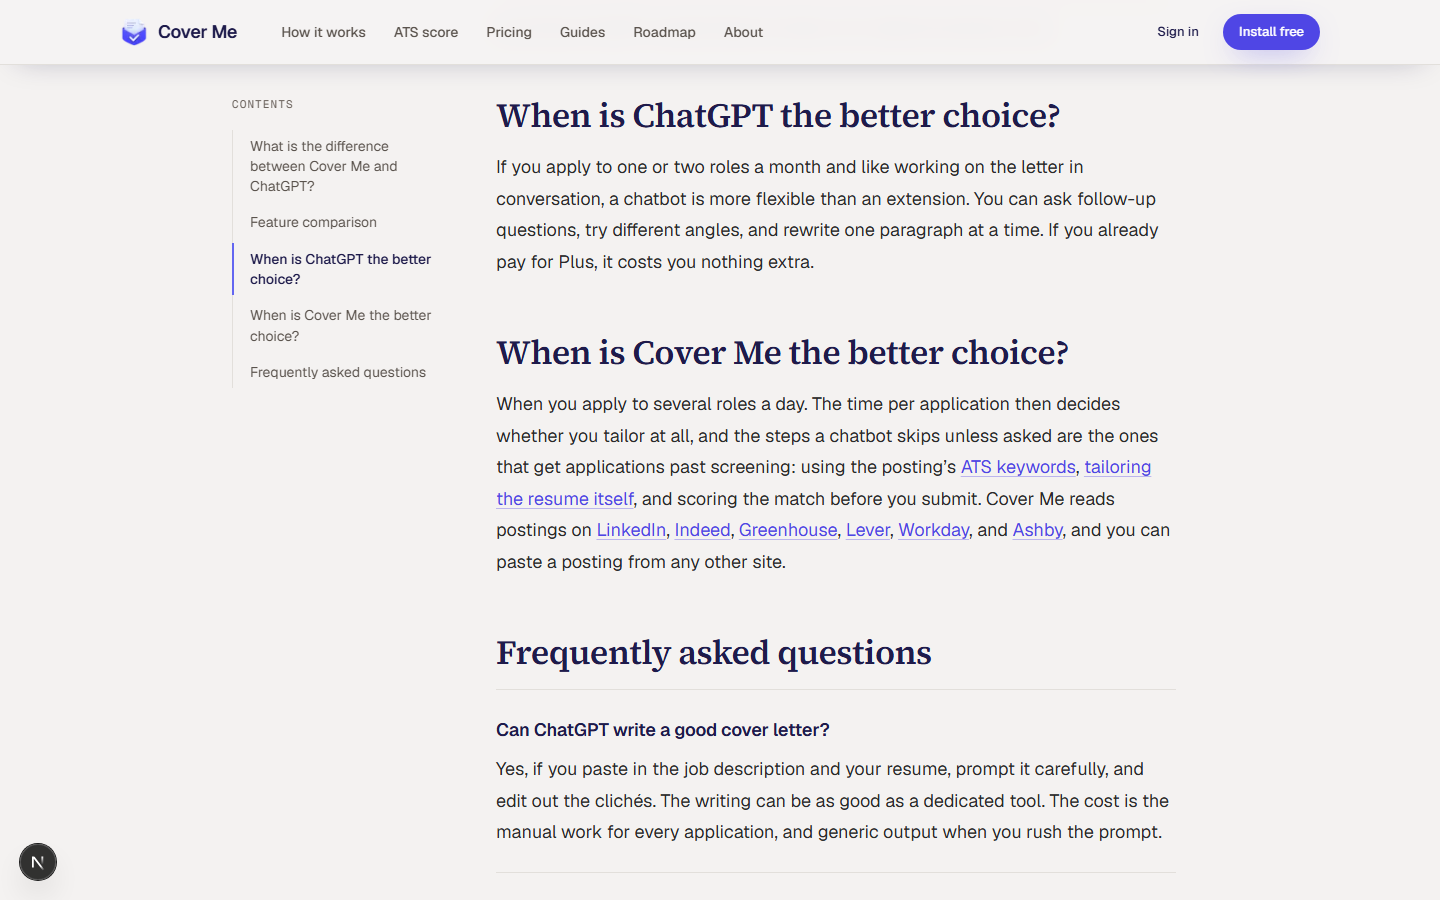 Cover Me
How it works
ATS score
Pricing
Guides
Roadmap
About
Sign in
Install free
CONTENTS
What is the difference
between Cover Me and
ChatGPT?
Feature comparison
When is ChatGPT the better
choice?
When is Cover Me the better
choice?
Frequently asked questions
When is ChatGPT the better choice?
If you apply to one or two roles a month and like working on the letter in
conversation, a chatbot is more flexible than an extension. You can ask follow-up
questions, try different angles, and rewrite one paragraph at a time. If you already
pay for Plus, it costs you nothing extra.
When is Cover Me the better choice?
When you apply to several roles a day. The time per application then decides
whether you tailor at all, and the steps a chatbot skips unless asked are the ones
that get applications past screening: using the posting’s ATS keywords, tailoring
the resume itself, and scoring the match before you submit. Cover Me reads
postings on LinkedIn, Indeed, Greenhouse, Lever, Workday, and Ashby, and you can
paste a posting from any other site.
Frequently asked questions
Can ChatGPT write a good cover letter?
Yes, if you paste in the job description and your resume, prompt it carefully, and
edit out the clichés. The writing can be as good as a dedicated tool. The cost is the
manual work for every application, and generic output when you rush the prompt.
N